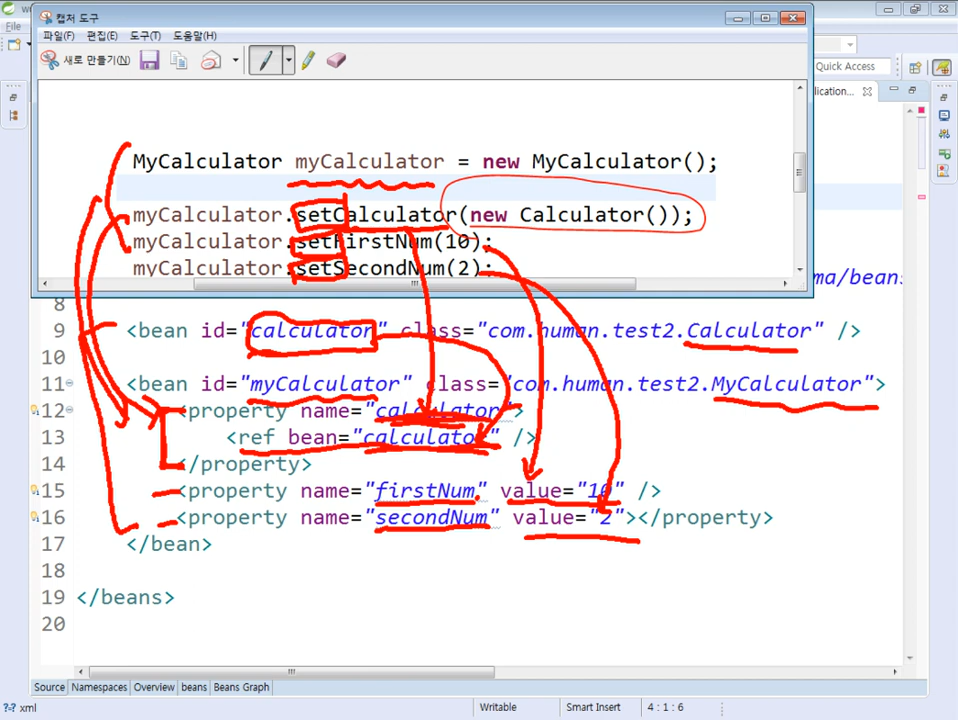 캡처 도구
파일(F) 편집(E) 도구(T) 도움말(H)
새로 만들기(N)
MyCalculator myCalculator = new MyCalculator();
myCalculator.setCalculator(new Calculator());
myCalculator.setFirstNum(10);
myCalculator.setSecondNum(2);
File
Quick Access
lication...
ma/beans
8
9 <bean id="calculator" class="com.human.test2.Calculator" />
10
11 <bean id="myCalculator" class="com.human.test2.MyCalculator">
12 <property name="calculator">
13 <ref bean="calculator" />
14 </property>
15 <property name="firstNum" value="10" />
16 <property name="secondNum" value="2"></property>
17 </bean>
18
19 </beans>
20
Source Namespaces Overview beans Beans Graph
xml Writable Smart Insert 4 : 1 : 6